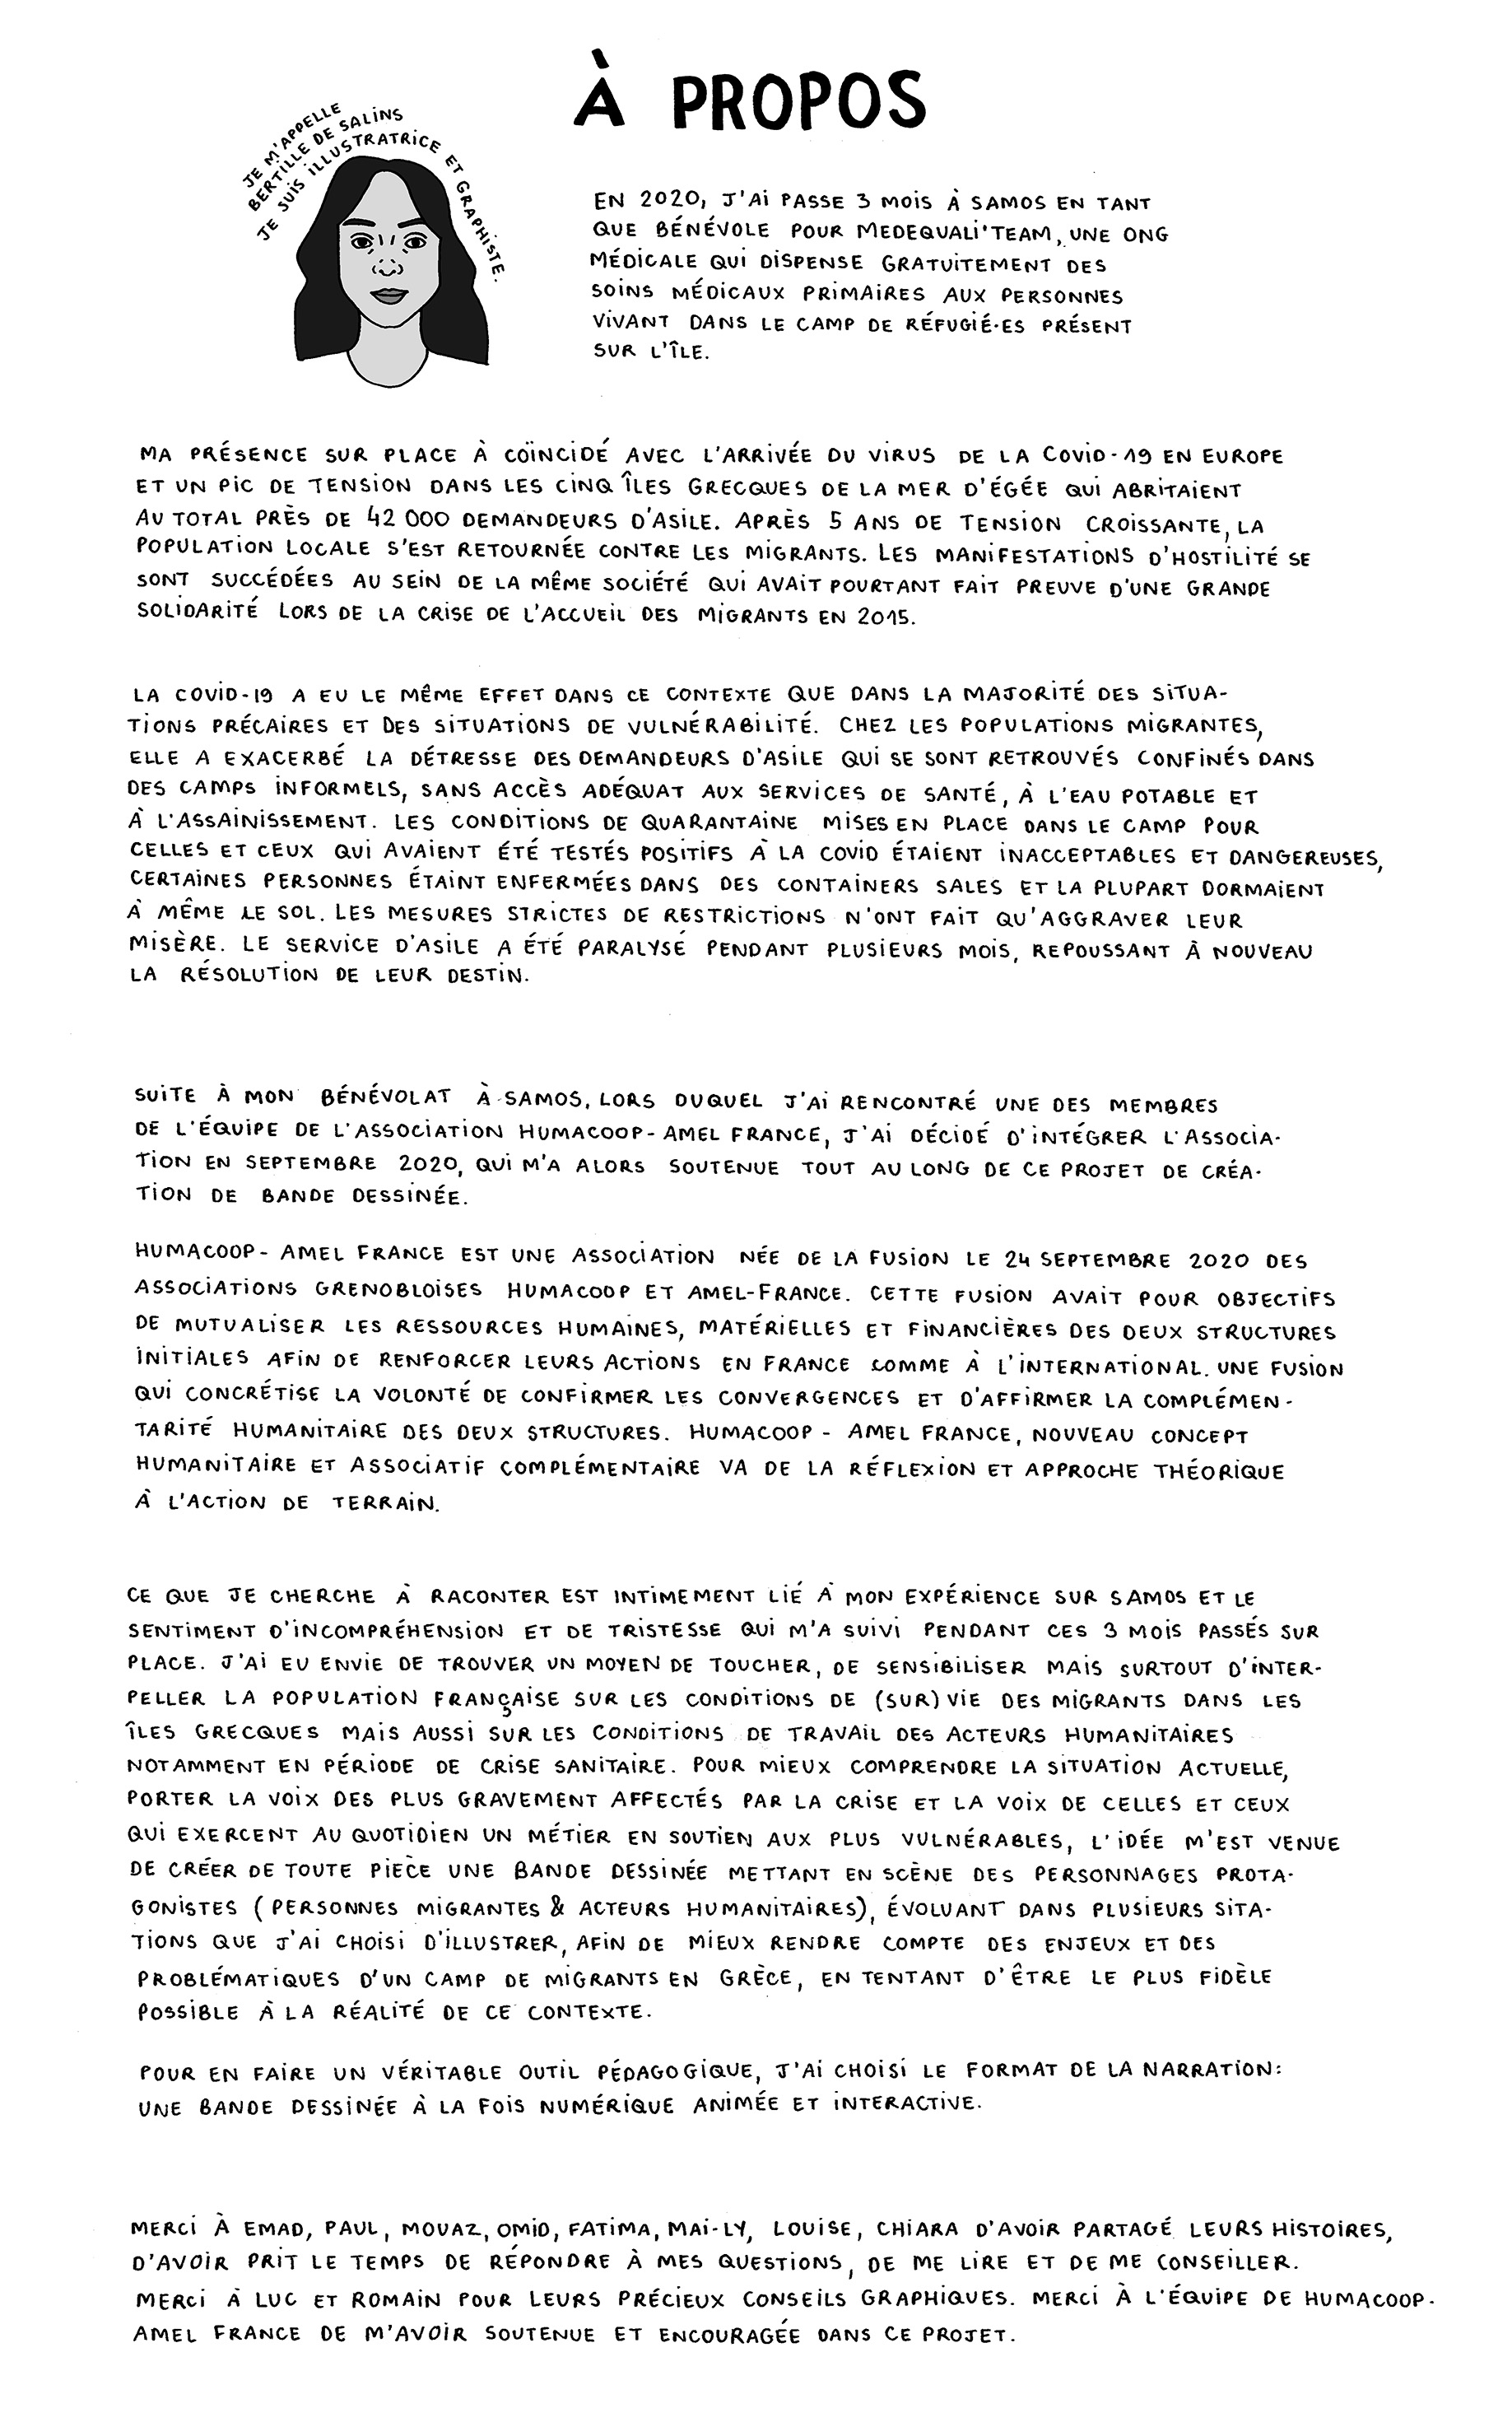 À PROPOS
JE M'APPELLE
BERTILLE DE SALINS
JE SUIS ILLUSTRATRICE ET GRAPHISTE.
EN 2020, J'AI PASSE 3 MOIS À SAMOS EN TANT
QUE BÉNÉVOLE POUR MEDEQUALI'TEAM, UNE ONG
MÉDICALE QUI DISPENSE GRATUITEMENT DES
SOINS MÉDICAUX PRIMAIRES AUX PERSONNES
VIVANT DANS LE CAMP DE RÉFUGIÉ·ES PRÉSENT
SUR L'ÎLE.
MA PRÉSENCE SUR PLACE À COÏNCIDÉ AVEC L'ARRIVÉE DU VIRUS DE LA COVID-19 EN EUROPE
ET UN PIC DE TENSION DANS LES CINQ ÎLES GRECQUES DE LA MER D'ÉGÉE QUI ABRITAIENT
AU TOTAL PRÈS DE 42 000 DEMANDEURS D'ASILE. APRÈS 5 ANS DE TENSION CROISSANTE, LA
POPULATION LOCALE S'EST RETOURNÉE CONTRE LES MIGRANTS. LES MANIFESTATIONS D'HOSTILITÉ SE
SONT SUCCÉDÉES AU SEIN DE LA MÊME SOCIÉTÉ QUI AVAIT POURTANT FAIT PREUVE D'UNE GRANDE
SOLIDARITÉ LORS DE LA CRISE DE L'ACCUEIL DES MIGRANTS EN 2015.
LA COVID-19 A EU LE MÊME EFFET DANS CE CONTEXTE QUE DANS LA MAJORITÉ DES SITUA-
TIONS PRÉCAIRES ET DES SITUATIONS DE VULNÉRABILITÉ. CHEZ LES POPULATIONS MIGRANTES,
ELLE A EXACERBÉ LA DÉTRESSE DES DEMANDEURS D'ASILE QUI SE SONT RETROUVÉS CONFINÉS DANS
DES CAMPS INFORMELS, SANS ACCÈS ADÉQUAT AUX SERVICES DE SANTÉ, À L'EAU POTABLE ET
À L'ASSAINISSEMENT. LES CONDITIONS DE QUARANTAINE MISES EN PLACE DANS LE CAMP POUR
CELLES ET CEUX QUI AVAIENT ÉTÉ TESTÉS POSITIFS À LA COVID ÉTAIENT INACCEPTABLES ET DANGEREUSES,
CERTAINES PERSONNES ÉTAINT ENFERMÉES DANS DES CONTAINERS SALES ET LA PLUPART DORMAIENT
À MÊME LE SOL. LES MESURES STRICTES DE RESTRICTIONS N'ONT FAIT QU'AGGRAVER LEUR
MISÈRE. LE SERVICE D'ASILE A ÉTÉ PARALYSÉ PENDANT PLUSIEURS MOIS, REPOUSSANT À NOUVEAU
LA RÉSOLUTION DE LEUR DESTIN.
SUITE À MON BÉNÉVOLAT À SAMOS, LORS DUQUEL J'AI RENCONTRÉ UNE DES MEMBRES
DE L'ÉQUIPE DE L'ASSOCIATION HUMACOOP-AMEL FRANCE, J'AI DÉCIDÉ D'INTÉGRER L'ASSOCIA-
TION EN SEPTEMBRE 2020, QUI M'A ALORS SOUTENUE TOUT AU LONG DE CE PROJET DE CRÉA-
TION DE BANDE DESSINÉE.
HUMACOOP - AMEL FRANCE EST UNE ASSOCIATION NÉE DE LA FUSION LE 24 SEPTEMBRE 2020 DES
ASSOCIATIONS GRENOBLOISES HUMACOOP ET AMEL-FRANCE. CETTE FUSION AVAIT POUR OBJECTIFS
DE MUTUALISER LES RESSOURCES HUMAINES, MATÉRIELLES ET FINANCIÈRES DES DEUX STRUCTURES
INITIALES AFIN DE RENFORCER LEURS ACTIONS EN FRANCE COMME À L'INTERNATIONAL. UNE FUSION
QUI CONCRÉTISE LA VOLONTÉ DE CONFIRMER LES CONVERGENCES ET D'AFFIRMER LA COMPLÉMEN-
TARITÉ HUMANITAIRE DES DEUX STRUCTURES. HUMACOOP - AMEL FRANCE, NOUVEAU CONCEPT
HUMANITAIRE ET ASSOCIATIF COMPLÉMENTAIRE VA DE LA RÉFLEXION ET APPROCHE THÉORIQUE
À L'ACTION DE TERRAIN.
CE QUE JE CHERCHE À RACONTER EST INTIMEMENT LIÉ À MON EXPÉRIENCE SUR SAMOS ET LE
SENTIMENT D'INCOMPRÉHENSION ET DE TRISTESSE QUI M'A SUIVI PENDANT CES 3 MOIS PASSÉS SUR
PLACE. J'AI EU ENVIE DE TROUVER UN MOYEN DE TOUCHER, DE SENSIBILISER MAIS SURTOUT D'INTER-
PELLER LA POPULATION FRANÇAISE SUR LES CONDITIONS DE (SUR)VIE DES MIGRANTS DANS LES
ÎLES GRECQUES MAIS AUSSI SUR LES CONDITIONS DE TRAVAIL DES ACTEURS HUMANITAIRES
NOTAMMENT EN PÉRIODE DE CRISE SANITAIRE. POUR MIEUX COMPRENDRE LA SITUATION ACTUELLE,
PORTER LA VOIX DES PLUS GRAVEMENT AFFECTÉS PAR LA CRISE ET LA VOIX DE CELLES ET CEUX
QUI EXERCENT AU QUOTIDIEN UN MÉTIER EN SOUTIEN AUX PLUS VULNÉRABLES, L'IDÉE M'EST VENUE
DE CRÉER DE TOUTE PIECE UNE BANDE DESSINÉE METTANT EN SCÈNE DES PERSONNAGES PROTA-
GONISTES (PERSONNES MIGRANTES & ACTEURS HUMANITAIRES), ÉVOLUANT DANS PLUSIEURS SITA-
TIONS QUE J'AI CHOISI D'ILLUSTRER, AFIN DE MIEUX RENDRE COMPTE DES ENJEUX ET DES
PROBLÉMATIQUES D'UN CAMP DE MIGRANTS EN GRÈCE, EN TENTANT D'ÊTRE LE PLUS FIDÈLE
POSSIBLE À LA RÉALITÉ DE CE CONTEXTE.
POUR EN FAIRE UN VÉRITABLE OUTIL PÉDAGOGIQUE, J'AI CHOISI LE FORMAT DE LA NARRATION:
UNE BANDE DESSINÉE À LA FOIS NUMÉRIQUE ANIMÉE ET INTERACTIVE.
MERCI À EMAD, PAUL, MOUAZ, OMID, FATIMA, MAI-LY, LOUISE, CHIARA D'AVOIR PARTAGÉ LEURS HISTOIRES,
D'AVOIR PRIT LE TEMPS DE RÉPONDRE À MES QUESTIONS, DE ME LIRE ET DE ME CONSEILLER.
MERCI À LUC ET ROMAIN POUR LEURS PRÉCIEUX CONSEILS GRAPHIQUES. MERCI À L'ÉQUIPE DE HUMACOOP-
AMEL FRANCE DE M'AVOIR SOUTENUE ET ENCOURAGÉE DANS CE PROJET.